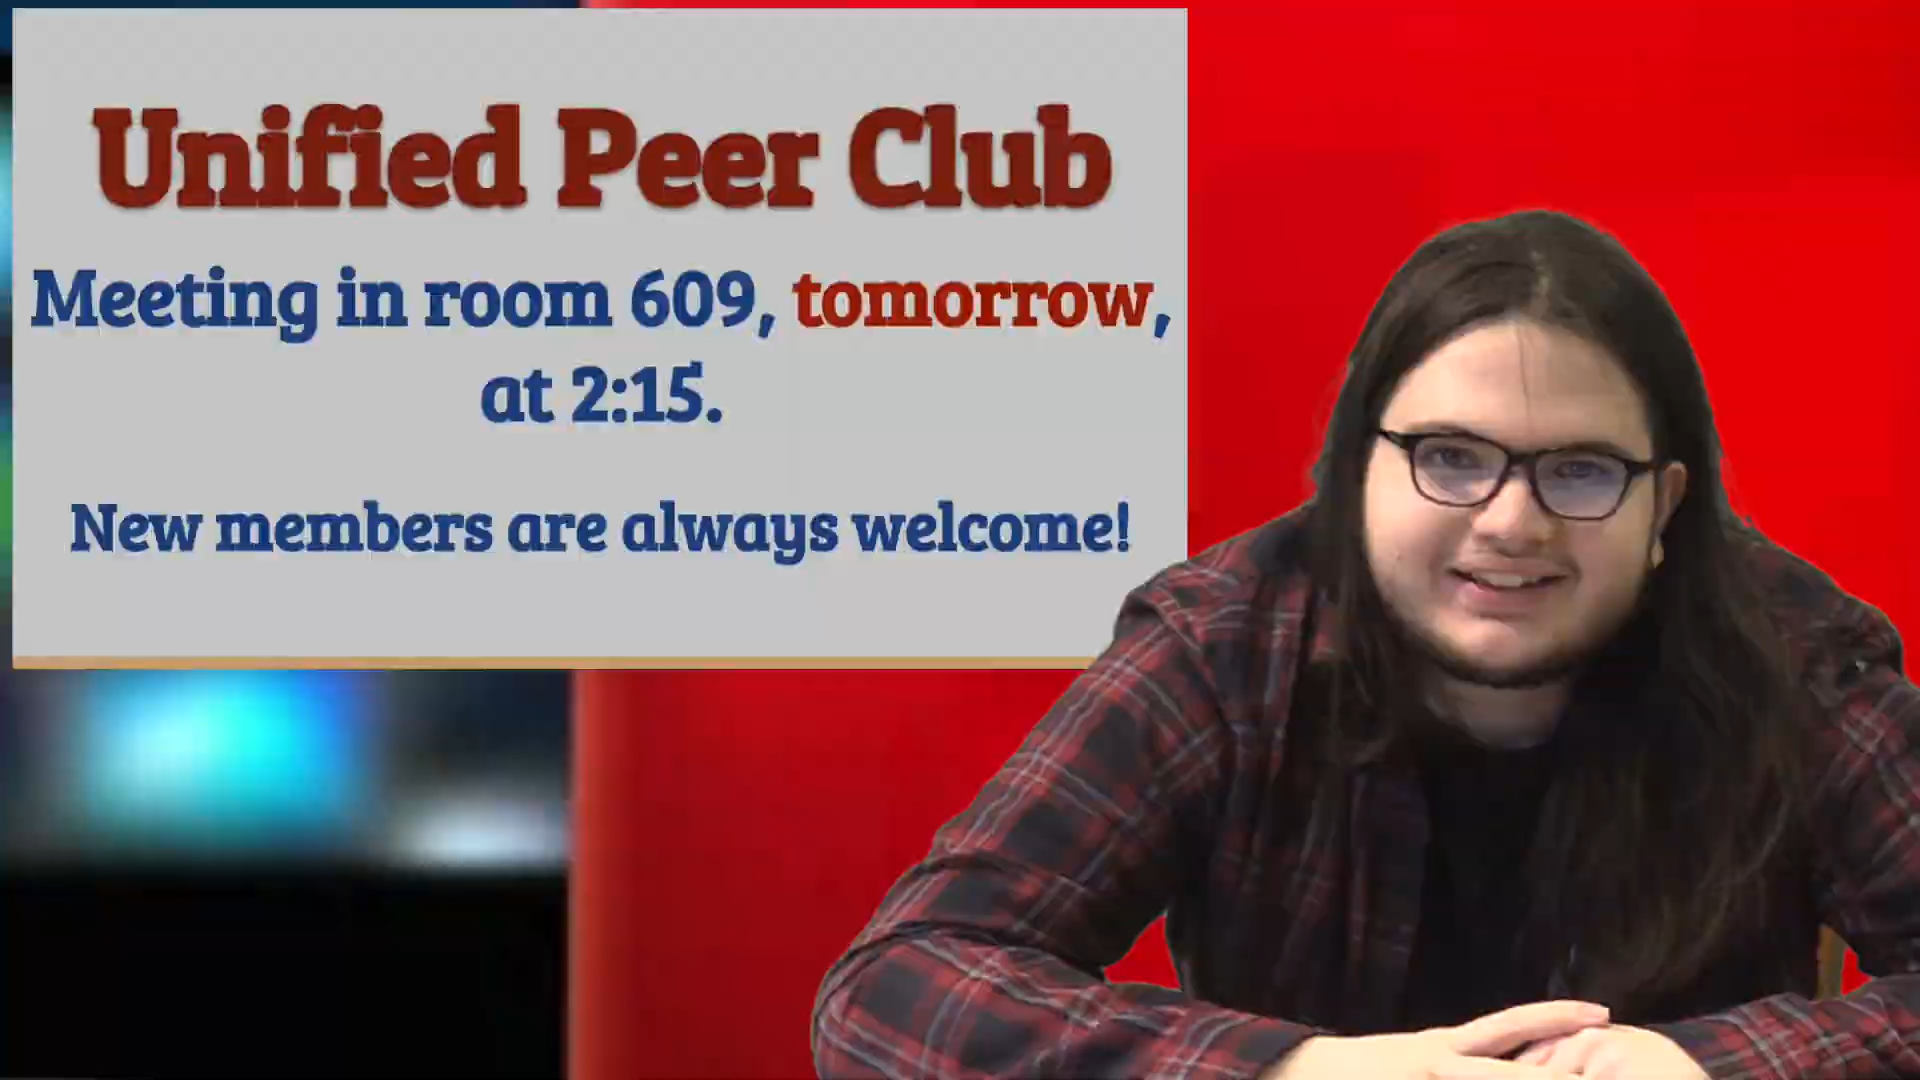 Unified Peer Club
Meeting in room 609, tomorrow,
at 2:15.
New members are always welcome!